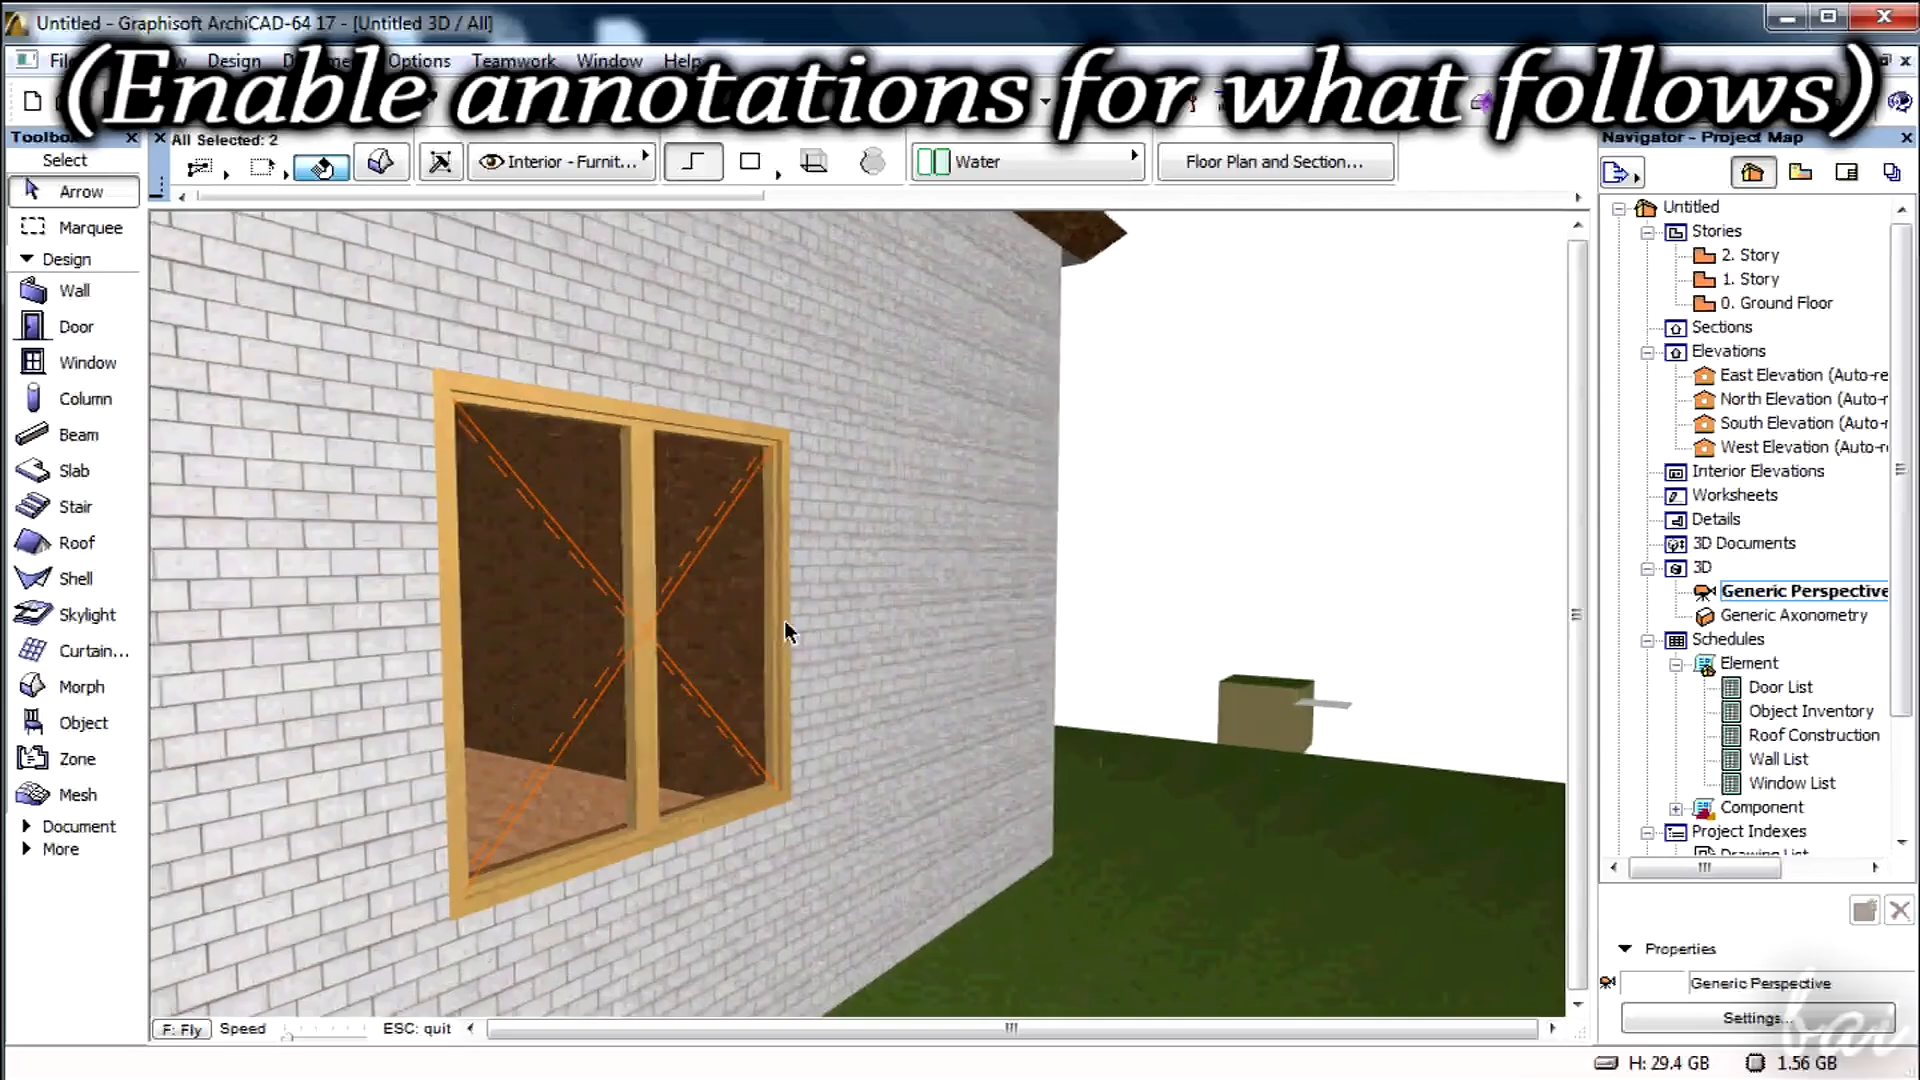 Untitled - Graphisoft ArchiCAD-64 17 - [Untitled 3D / All]
Design Options Teamwork Window Help
(Enable annotations for what follows)
Toolbox
All Selected: 2
Navigator - Project Map
Select
Arrow
Interior - Furnit...
Water
Floor Plan and Section...
Marquee
Design
Wall
Door
Window
Column
Beam
Slab
Stair
Roof
Shell
Skylight
Curtain...
Morph
Object
Zone
Mesh
Document
More
Untitled
Stories
2. Story
1. Story
0. Ground Floor
Sections
Elevations
East Elevation (Auto-re
North Elevation (Auto-r
South Elevation (Auto-r
West Elevation (Auto-r
Interior Elevations
Worksheets
Details
3D Documents
3D
Generic Perspective
Generic Axonometry
Schedules
Element
Door List
Object Inventory
Roof Construction
Wall List
Window List
Component
Project Indexes
Drawing List
Properties
Generic Perspective
Settings...
F: Fly Speed ESC: quit
H: 29.4 GB 1.56 GB